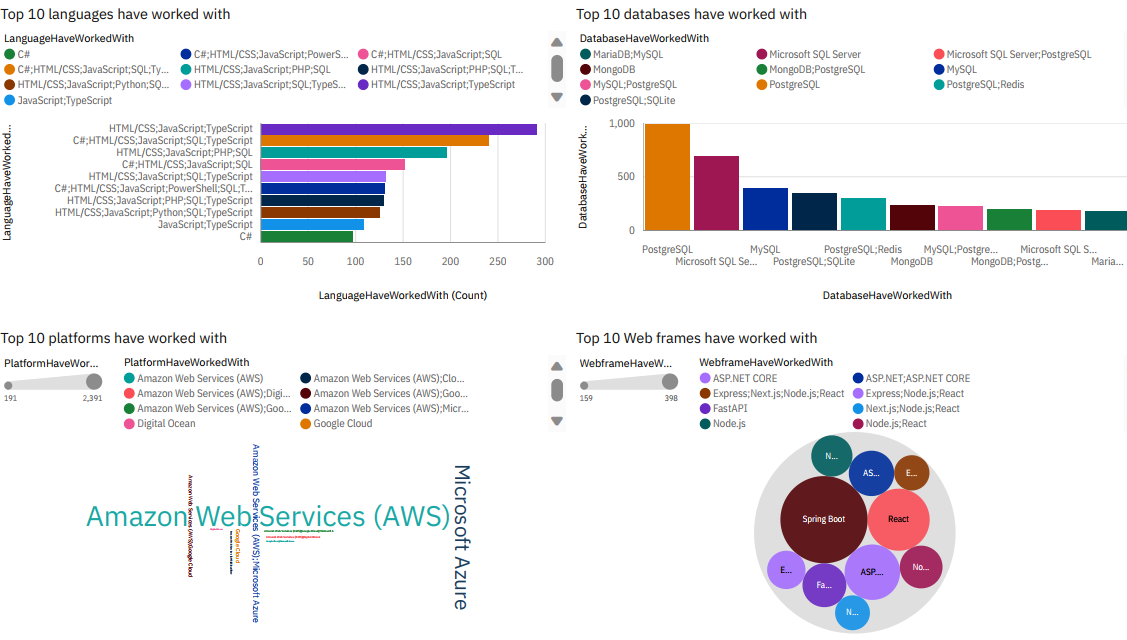 Top 10 languages have worked with
LanguageHaveWorkedWith
C#
C#;HTML/CSS;JavaScript;PowerS...
C#;HTML/CSS;JavaScript;SQL
C#;HTML/CSS;JavaScript;SQL;Ty...
HTML/CSS;JavaScript;PHP;SQL
HTML/CSS;JavaScript;PHP;SQL;T...
HTML/CSS;JavaScript;Python;SQ...
HTML/CSS;JavaScript;SQL;TypeS...
HTML/CSS;JavaScript;TypeScript
JavaScript;TypeScript
LanguageHaveWorked...
HTML/CSS;JavaScript;TypeScript
C#;HTML/CSS;JavaScript;SQL;TypeScript
HTML/CSS;JavaScript;PHP;SQL
C#;HTML/CSS;JavaScript;SQL
HTML/CSS;JavaScript;SQL;TypeScript
C#;HTML/CSS;JavaScript;PowerShell;SQL;T...
HTML/CSS;JavaScript;PHP;SQL;TypeScript
HTML/CSS;JavaScript;Python;SQL;TypeScript
JavaScript;TypeScript
C#
0 50 100 150 200 250 300
LanguageHaveWorkedWith (Count)
Top 10 databases have worked with
DatabaseHaveWorkedWith
MariaDB;MySQL
Microsoft SQL Server
Microsoft SQL Server;PostgreSQL
MongoDB
MongoDB;PostgreSQL
MySQL
MySQL;PostgreSQL
PostgreSQL
PostgreSQL;Redis
PostgreSQL;SQLite
DatabaseHaveWork...
1,000
500
0
PostgreSQL MySQL PostgreSQL;Redis MySQL;Postgre... Microsoft SQL S...
Microsoft SQL Se... PostgreSQL;SQLite MongoDB MongoDB;Postg... Maria...
DatabaseHaveWorkedWith
Top 10 platforms have worked with
PlatformHaveWor...
191 2,391
PlatformHaveWorkedWith
Amazon Web Services (AWS)
Amazon Web Services (AWS);Clo...
Amazon Web Services (AWS);Digi...
Amazon Web Services (AWS);Goo...
Amazon Web Services (AWS);Goo...
Amazon Web Services (AWS);Micr...
Digital Ocean
Google Cloud
Amazon Web Services (AWS)
Microsoft Azure
Amazon Web Services (AWS);Microsoft Azure
Amazon Web Services (AWS);Google Cloud
Google Cloud
Top 10 Web frames have worked with
WebframeHaveW...
159 398
WebframeHaveWorkedWith
ASP.NET CORE
ASP.NET;ASP.NET CORE
Express;Next.js;Node.js;React
Express;Node.js;React
FastAPI
Next.js;Node.js;React
Node.js
Node.js;React
N...
AS...
E...
Spring Boot
React
E...
Fa...
ASP....
No...
N...